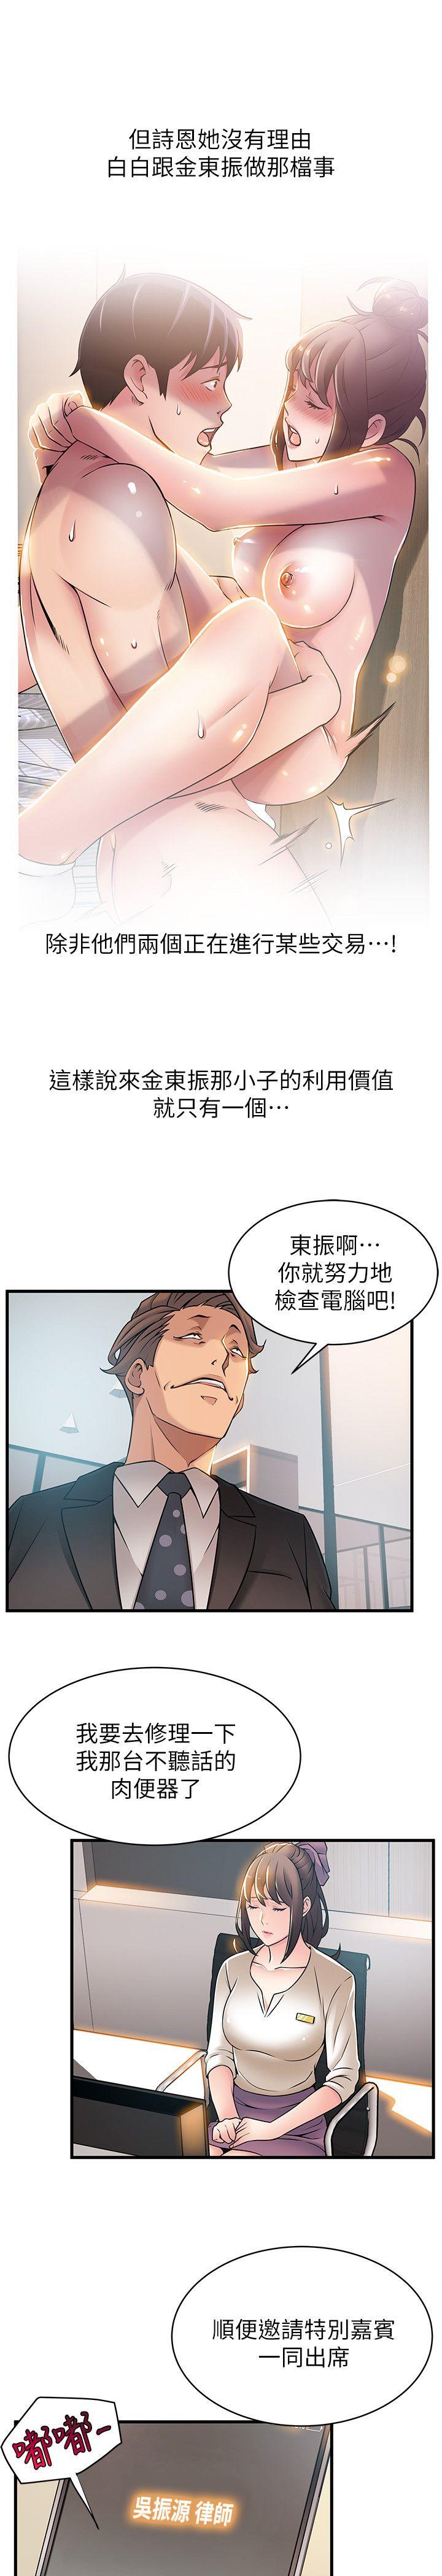 但詩恩她沒有理由
白白跟金東振做那檔事
除非他們兩個正在進行某些交易…!
這樣說來金東振那小子的利用價值
就只有一個…
東振啊…
你就努力地
檢查電腦吧!
我要去修理一下
我那台不聽話的
肉便器了
順便邀請特別嘉賓
一同出席
嘟嘟-
吳振源 律師